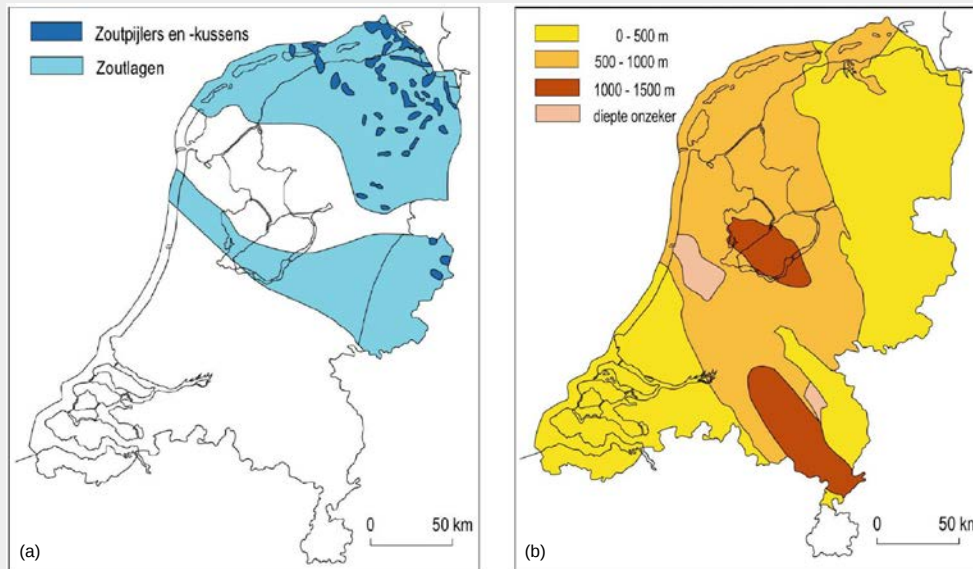 Zoutpijlers en -kussens
Zoutlagen
0
50 km
(a)
0 - 500 m
500 - 1000 m
1000 - 1500 m
diepte onzeker
0
50 km
(b)